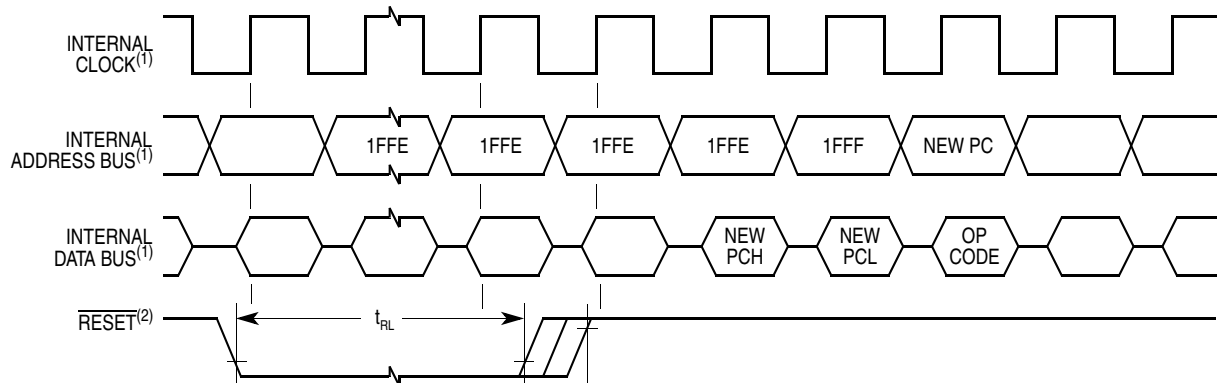 INTERNAL
CLOCK(1)
INTERNAL
ADDRESS BUS(1)
1FFE
1FFE
1FFE
1FFE
1FFF
NEW PC
INTERNAL
DATA BUS(1)
NEW
PCH
NEW
PCL
OP
CODE
RESET(2)
tRL